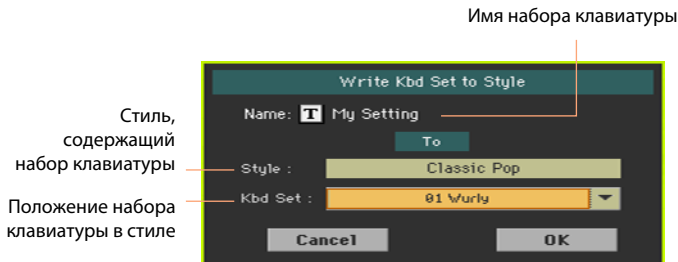 Имя набора клавиатуры
Write Kbd Set to Style
Name: T My Setting
To
Стиль,
содержащий
набор клавиатуры
Style : Classic Pop
Положение набора
клавиатуры в стиле
Kbd Set : 01 Wurly
Cancel OK